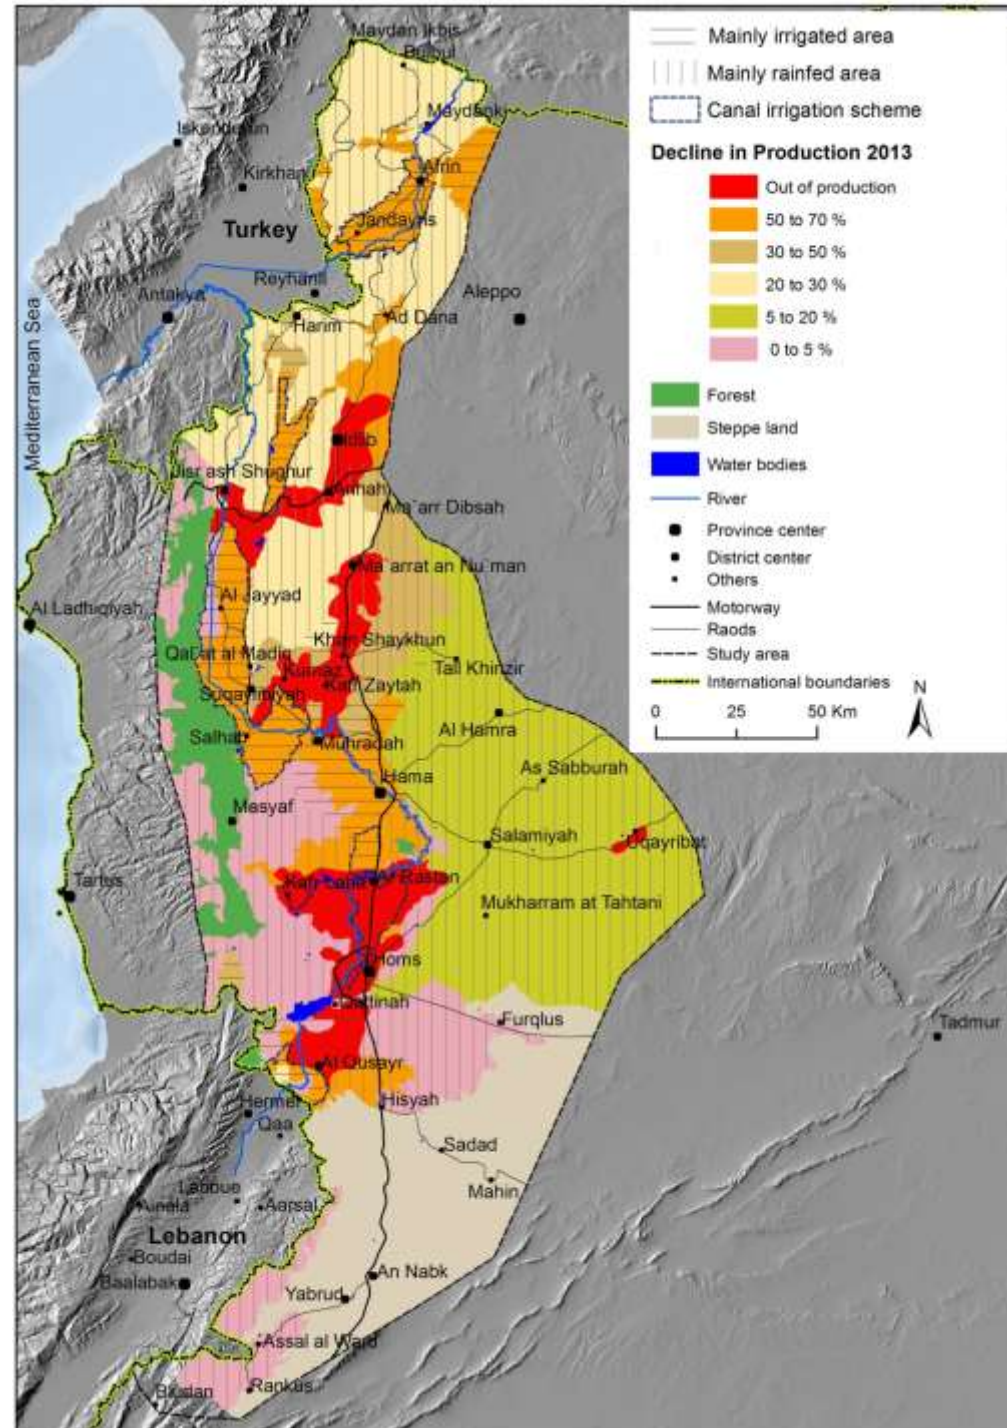 Mainly irrigated area
Mainly rainfed area
Canal irrigation scheme
Decline in Production 2013
Out of production
50 to 70 %
30 to 50 %
20 to 30 %
5 to 20 %
0 to 5 %
Forest
Steppe land
Water bodies
River
Province center
District center
Others
Motorway
Raods
Study area
International boundaries
N
0 25 50 Km
Maydan Ikbis
Bulbul
Maydanki
Iskenderun
Kirkhan
Afrin
Turkey
Jandayris
Reyhanli
Aleppo
Antakya
Harim
Ad Dana
Mediterranean Sea
Idlib
Jisr ash Shughur
Arihah
Ma`arr Dibsah
Ma`arrat an Nu`man
Al Ladhiqiyah
Khan Shaykhun
Tall Khinzir
Kafr Zaytah
Suqaylibiyah
Al Hamra
Salhab
Muhradah
As Sabburah
Hama
Mesyaf
Salamiyah
Uqayribat
Tartus
Ar Rastan
Mukharram at Tahtani
Homs
Qattinah
Furqlus
Tadmur
Al Qusayr
Hermel
Hisyah
Qaa
Sadad
Mahin
Laboue
Aarsal
Lebanon
Boudai
Baalabak
An Nabk
Yabrud
Assal al Ward
Rankus
Bludan